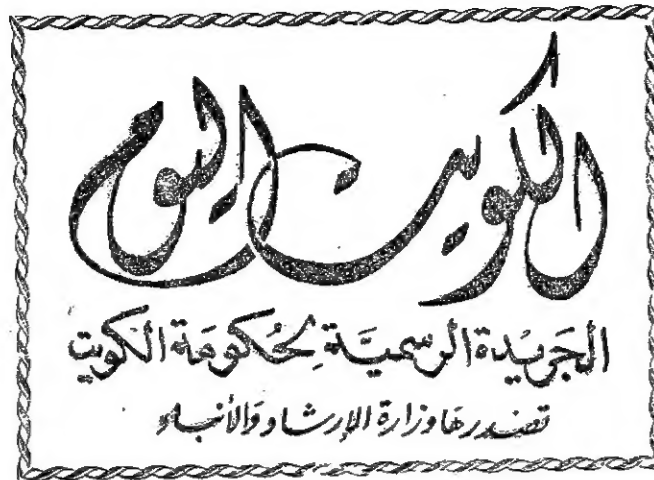 الكويت اليوم
الجريدة الرسمية لحكومة الكويت
تصدرها وزارة الإرشاد والأنباء